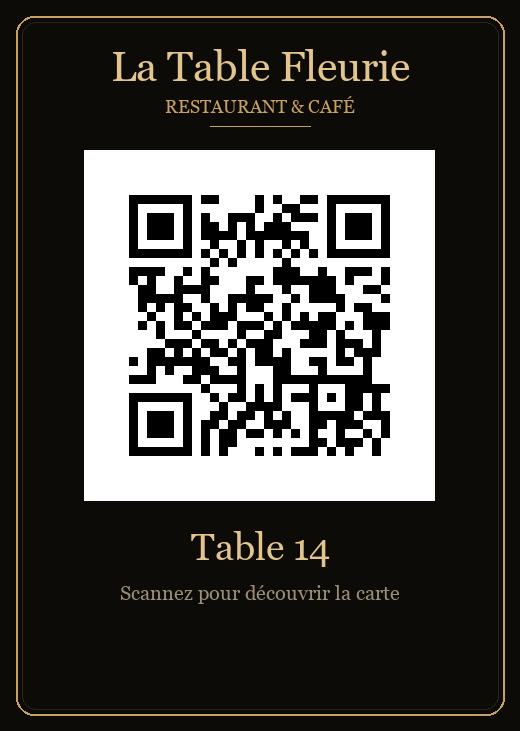 La Table Fleurie
RESTAURANT & CAFÉ
Table 14
Scannez pour découvrir la carte